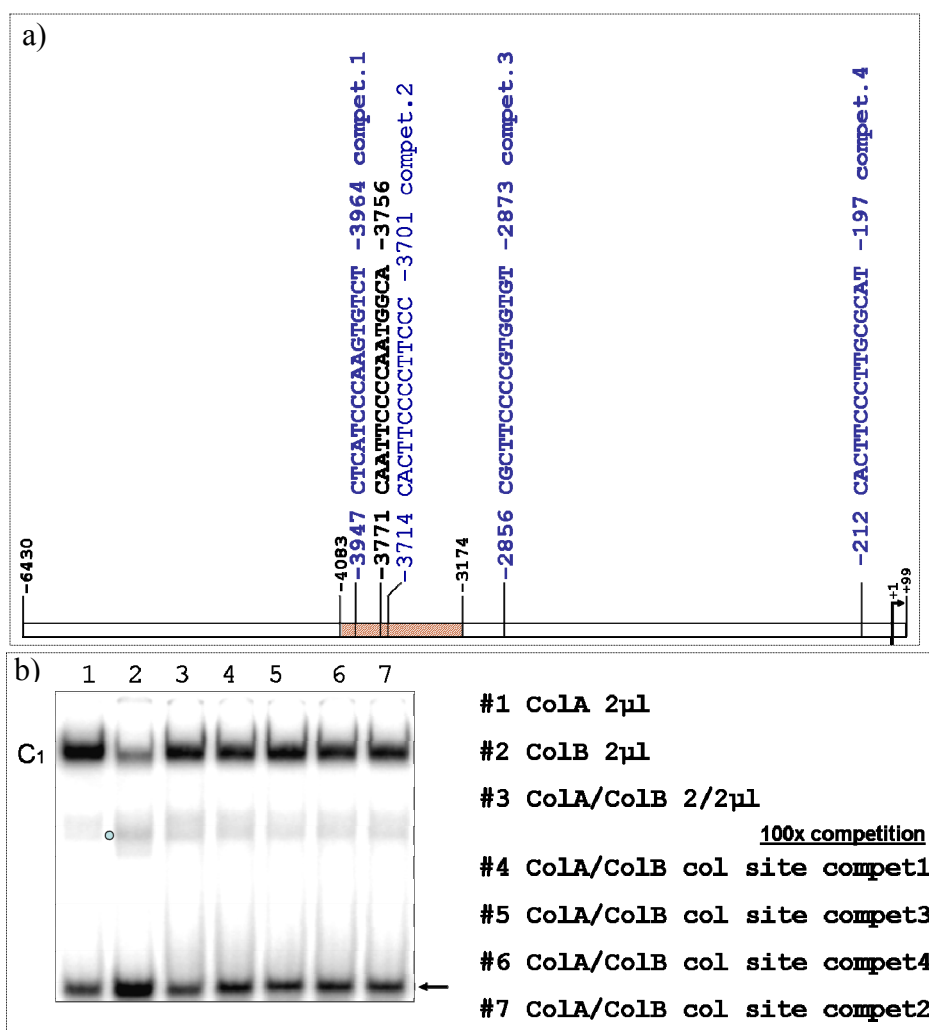 a)
-6430
-4083
-3947 CTCATCCCAAGTGTCT -3964 compet.1
-3771 CAATTCCCCAATGGCA -3756
-3714 CACTTCCCCTTCCC -3701 compet.2
-3174
-2856 CGCTTCCCCGTGGTGT -2873 compet.3
-212 CACTTCCCTTGCGCAT -197 compet.4
+1
+99
b)
1 2 3 4 5 6 7
C1
#1 ColA 2µl
#2 ColB 2µl
#3 ColA/ColB 2/2µl
100x competition
#4 ColA/ColB col site compet1
#5 ColA/ColB col site compet3
#6 ColA/ColB col site compet4
#7 ColA/ColB col site compet2